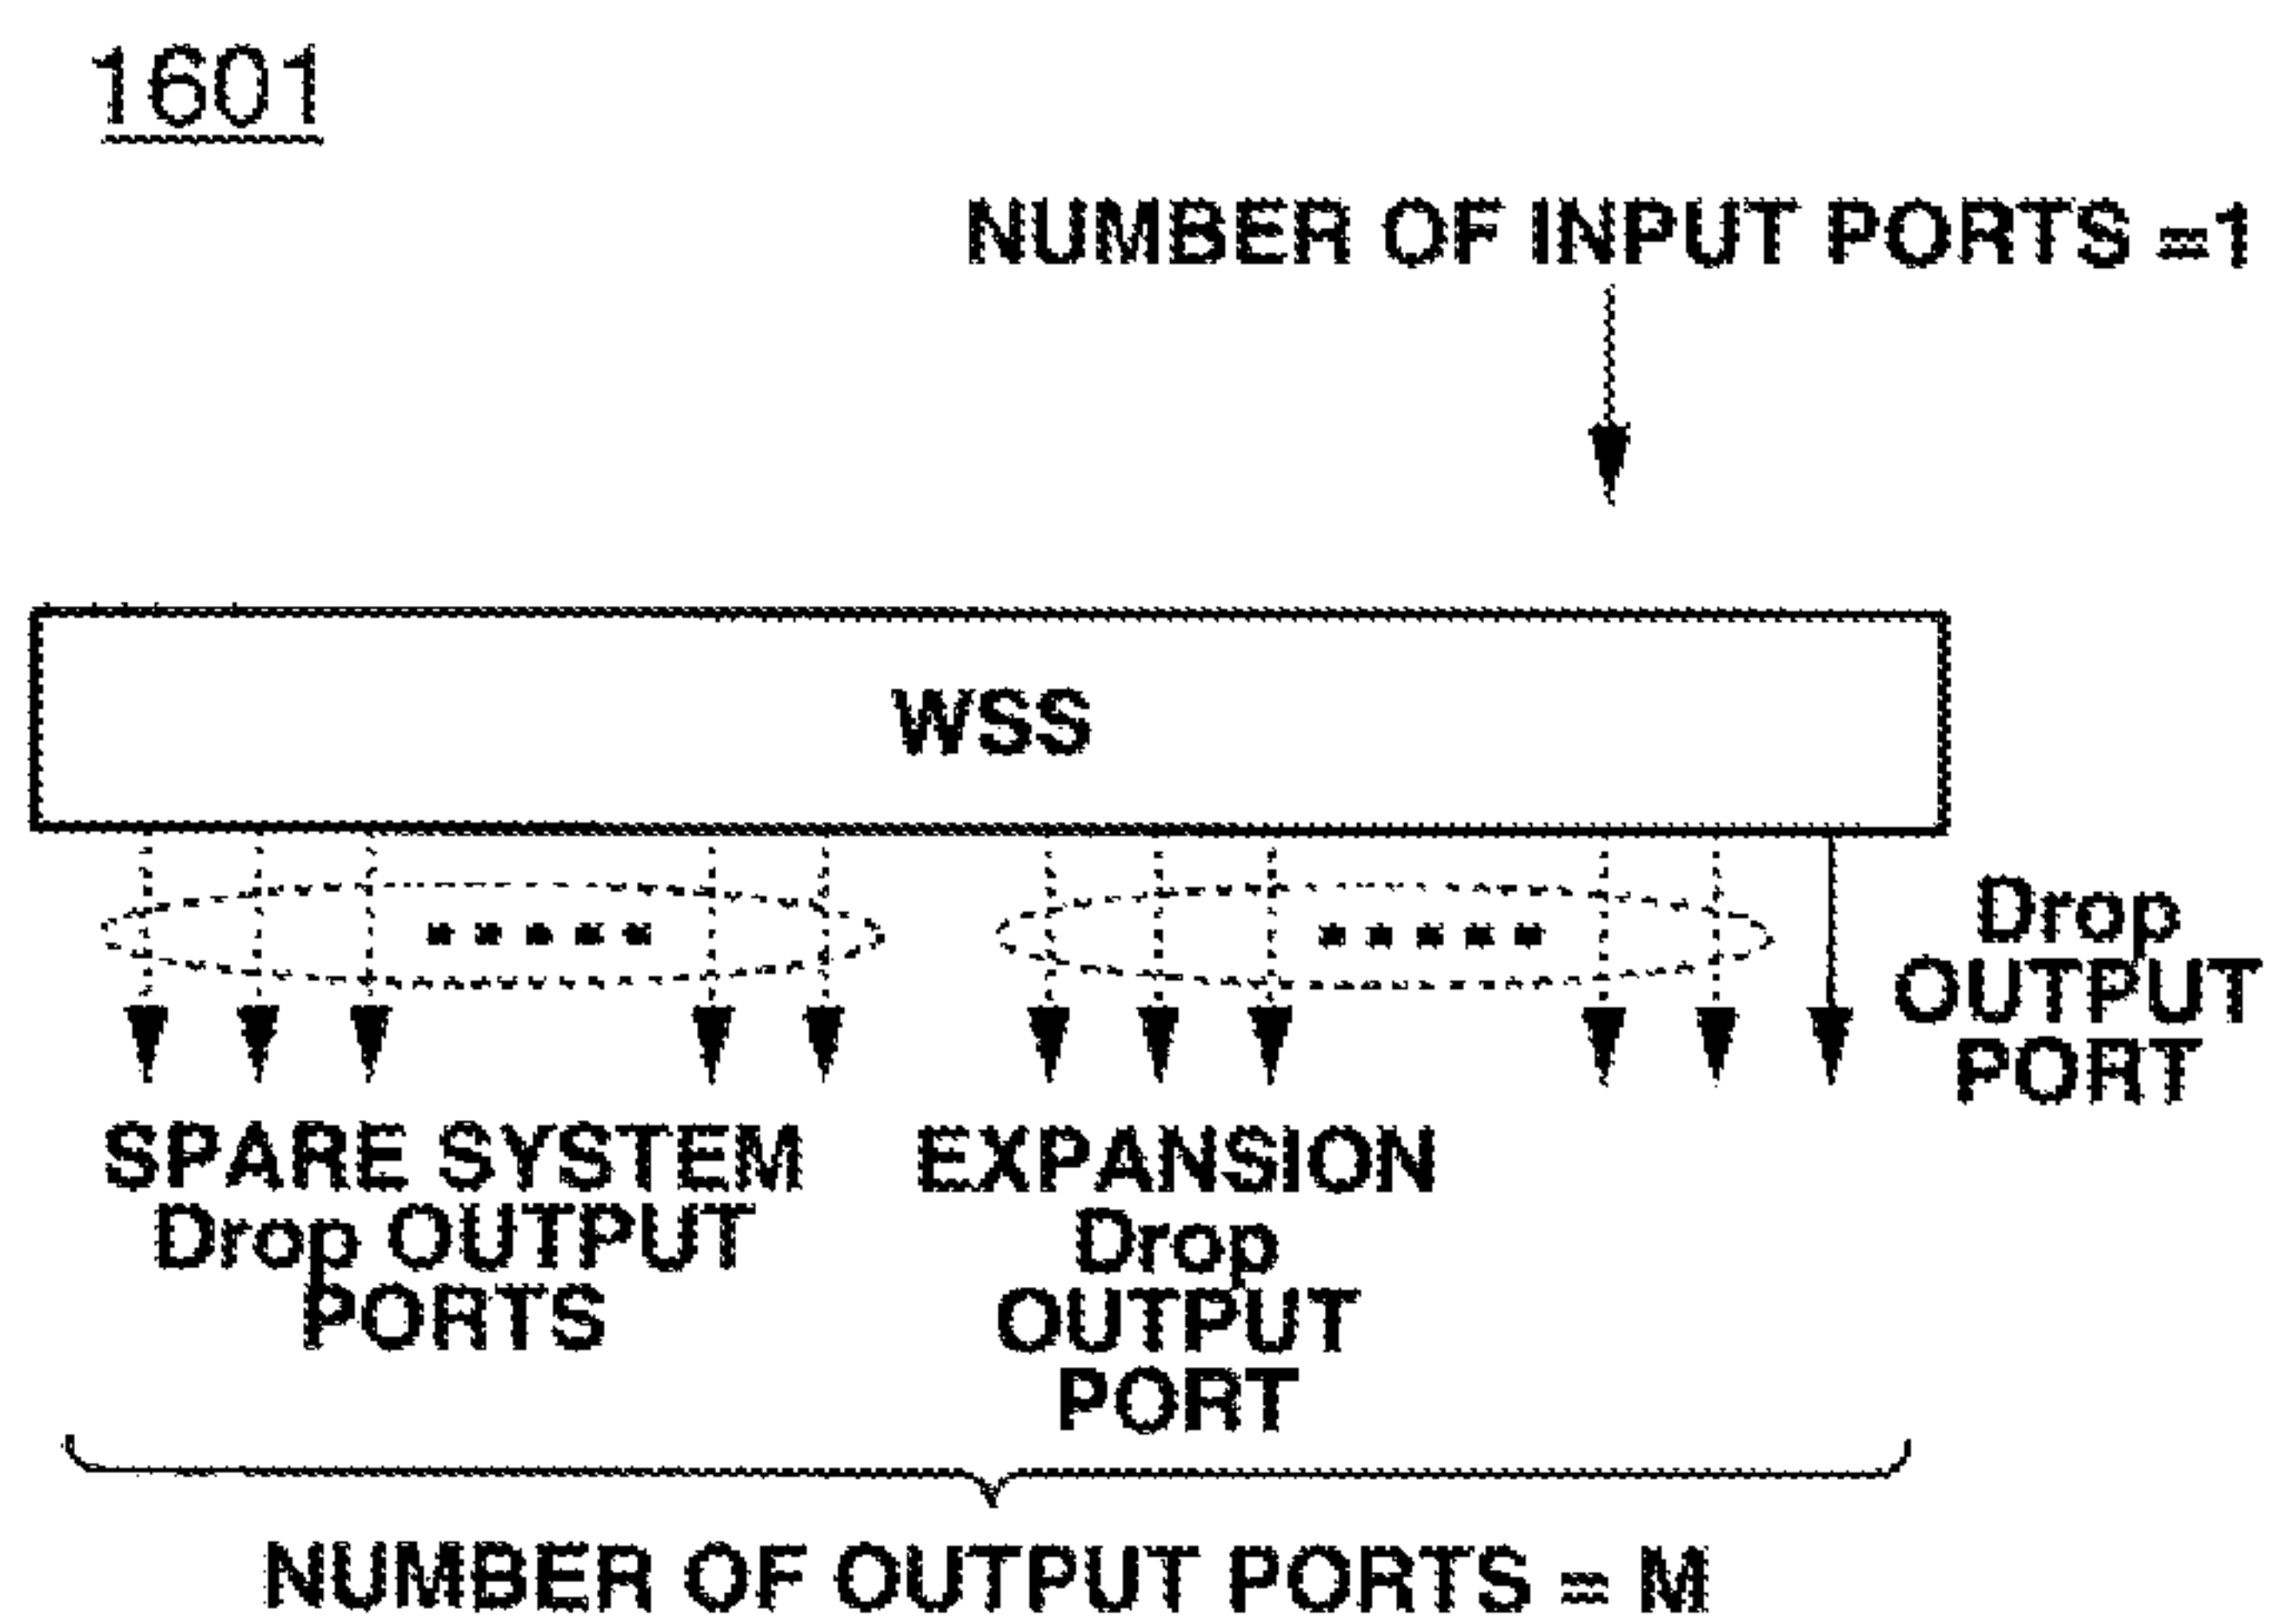 1601
NUMBER OF INPUT PORTS =1
WSS
Drop
OUTPUT
PORT
SPARE SYSTEM
Drop OUTPUT
PORTS
EXPANSION
Drop
OUTPUT
PORT
NUMBER OF OUTPUT PORTS = M